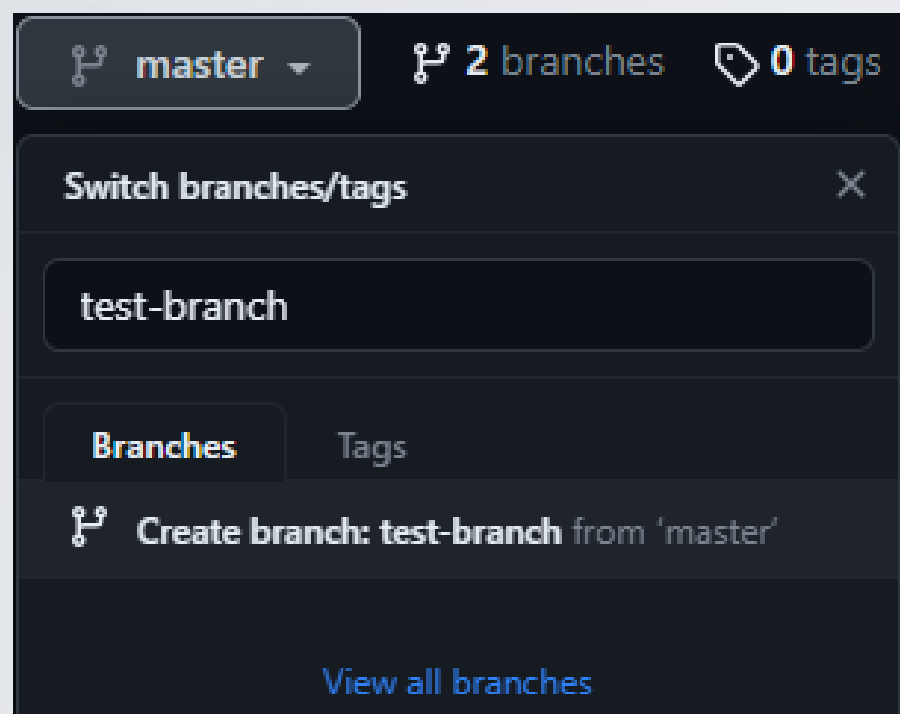 master 2 branches 0 tags
Switch branches/tags
test-branch
Branches Tags
Create branch: test-branch from 'master'
View all branches